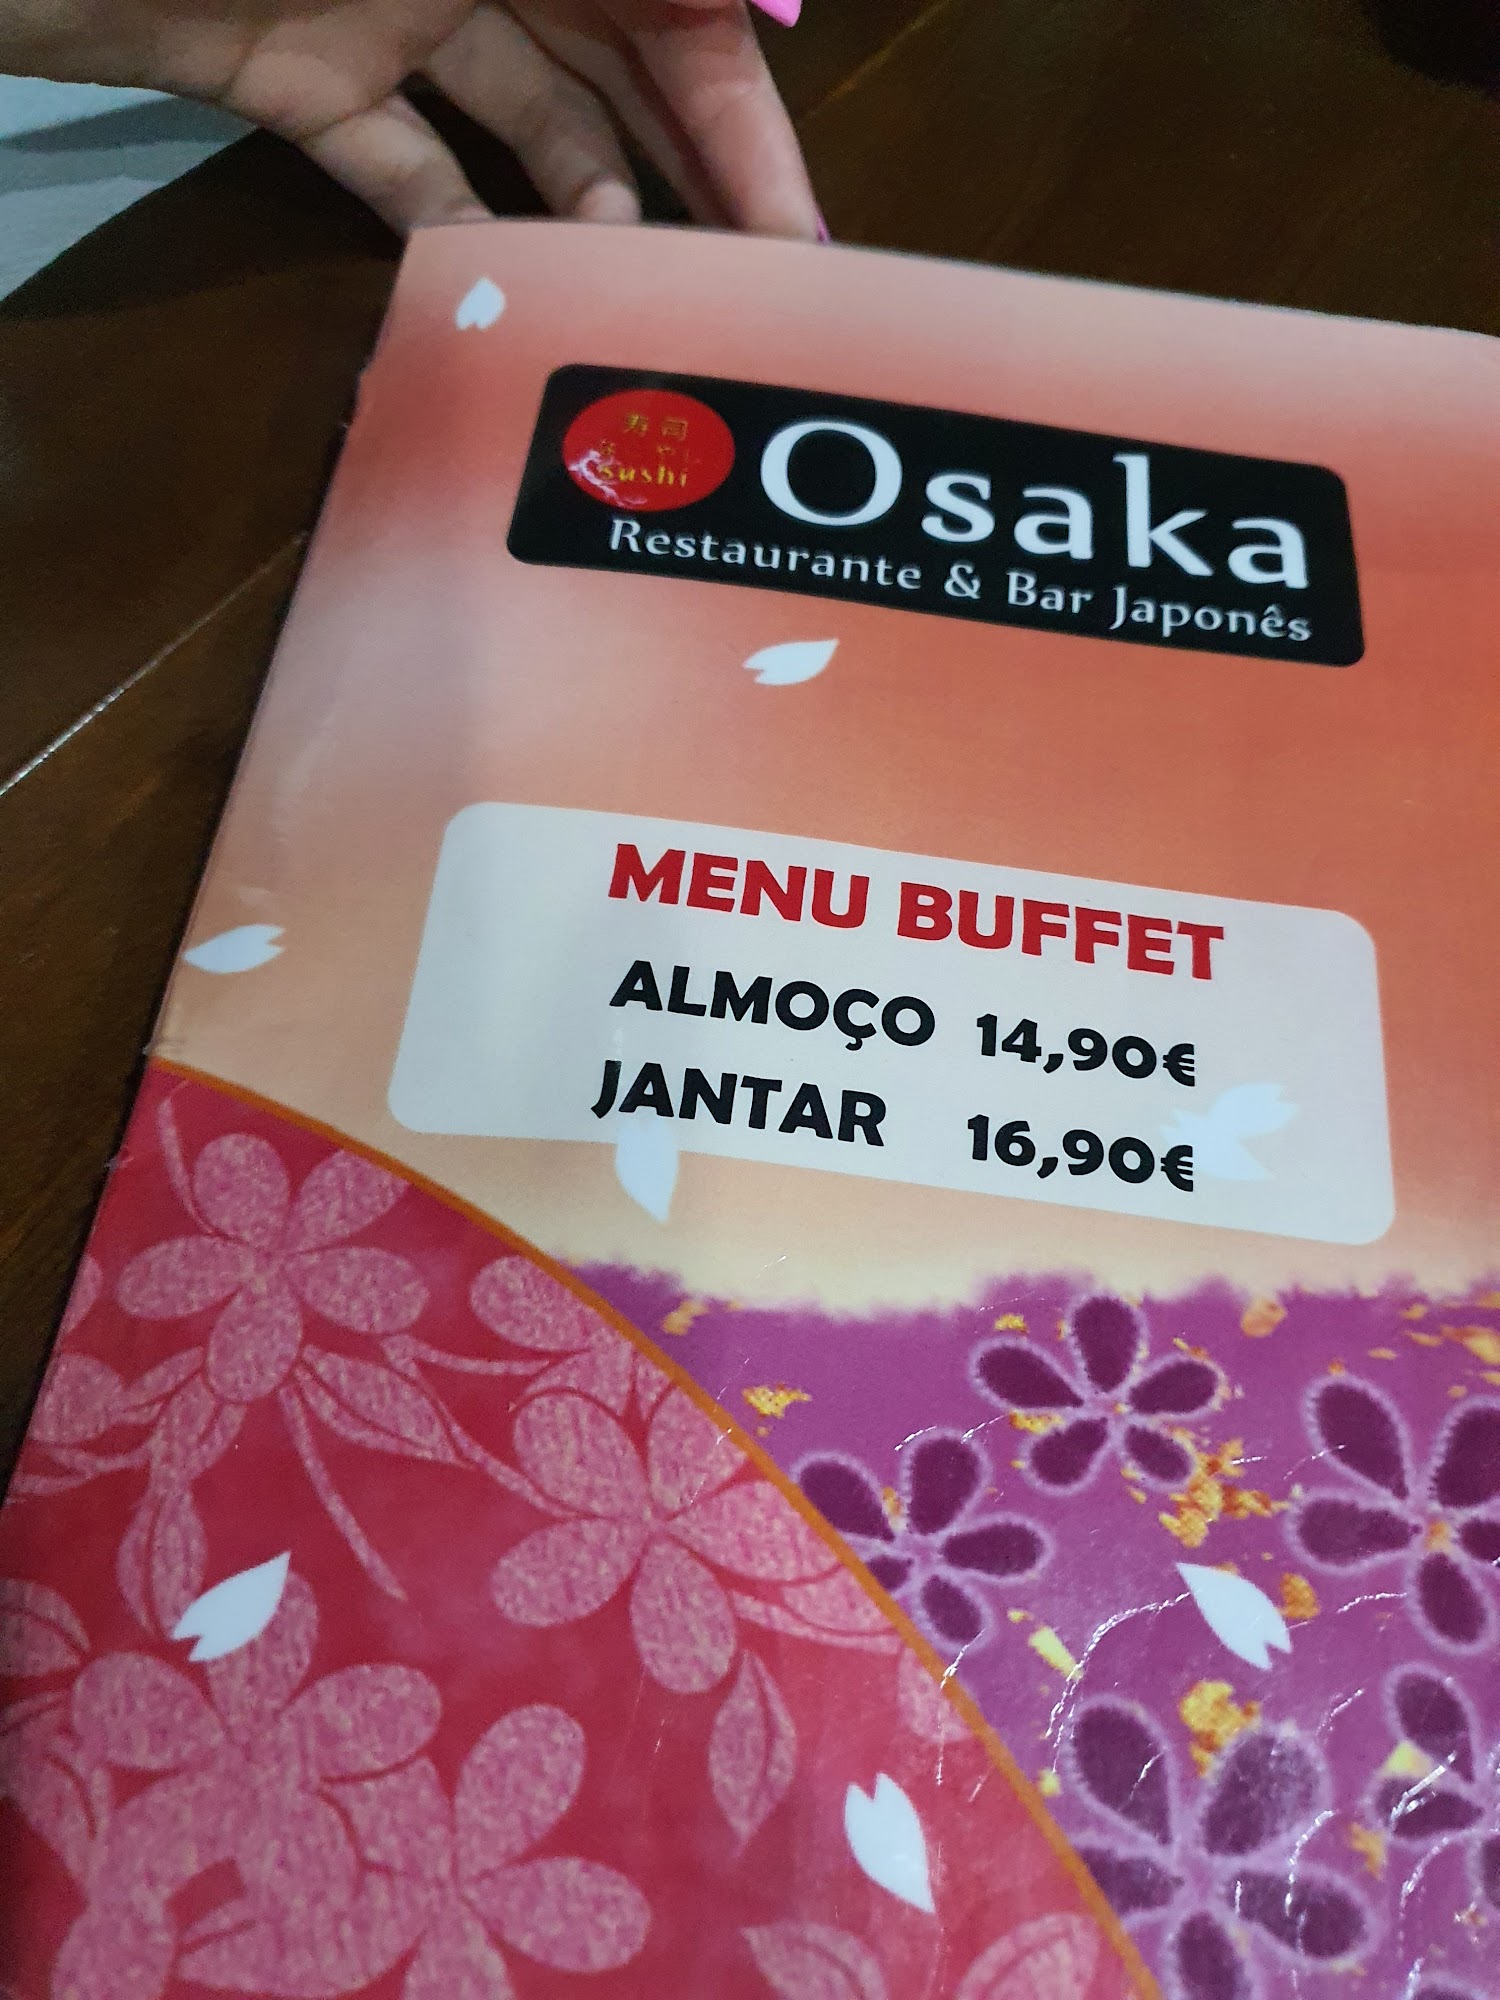 寿司
sushi
Osaka
Restaurante & Bar Japonês
MENU BUFFET
ALMOÇO 14,90€
JANTAR 16,90€